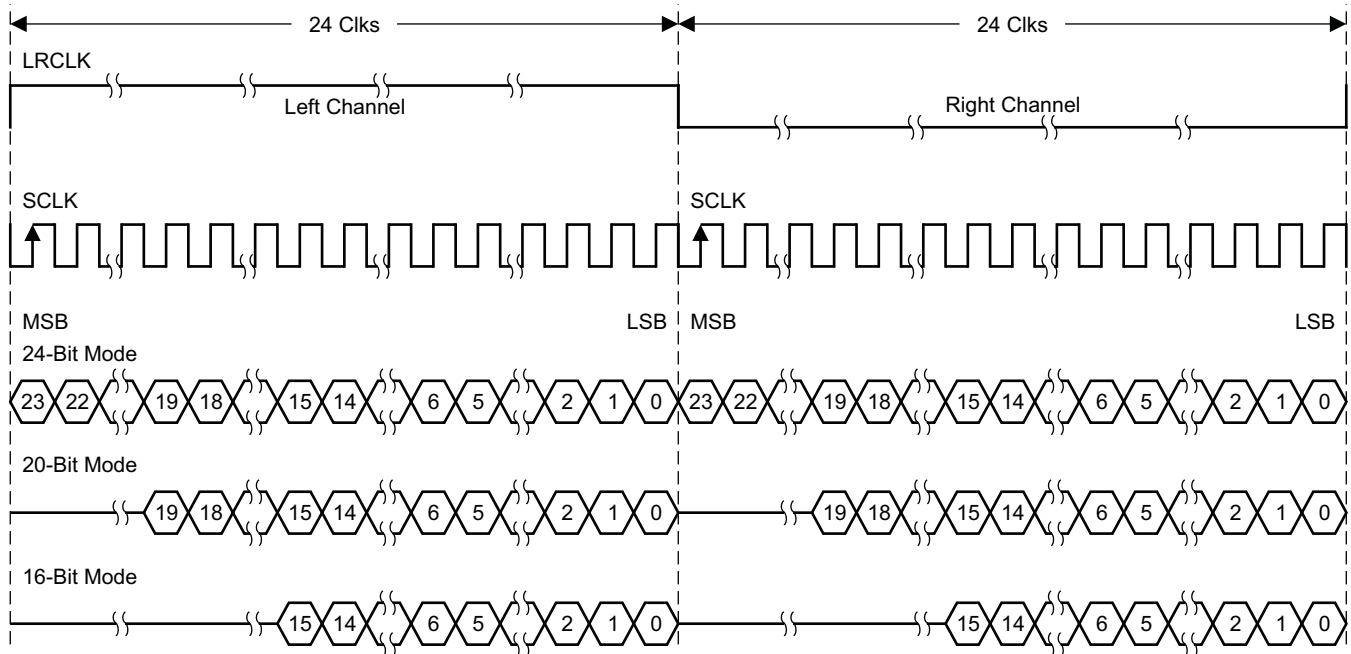 24 Clks 24 Clks
LRCLK
Left Channel Right Channel
SCLK SCLK
MSB LSB MSB LSB
24-Bit Mode
23 22 19 18 15 14 6 5 2 1 0 23 22 19 18 15 14 6 5 2 1 0
20-Bit Mode
19 18 15 14 6 5 2 1 0 19 18 15 14 6 5 2 1 0
16-Bit Mode
15 14 6 5 2 1 0 15 14 6 5 2 1 0